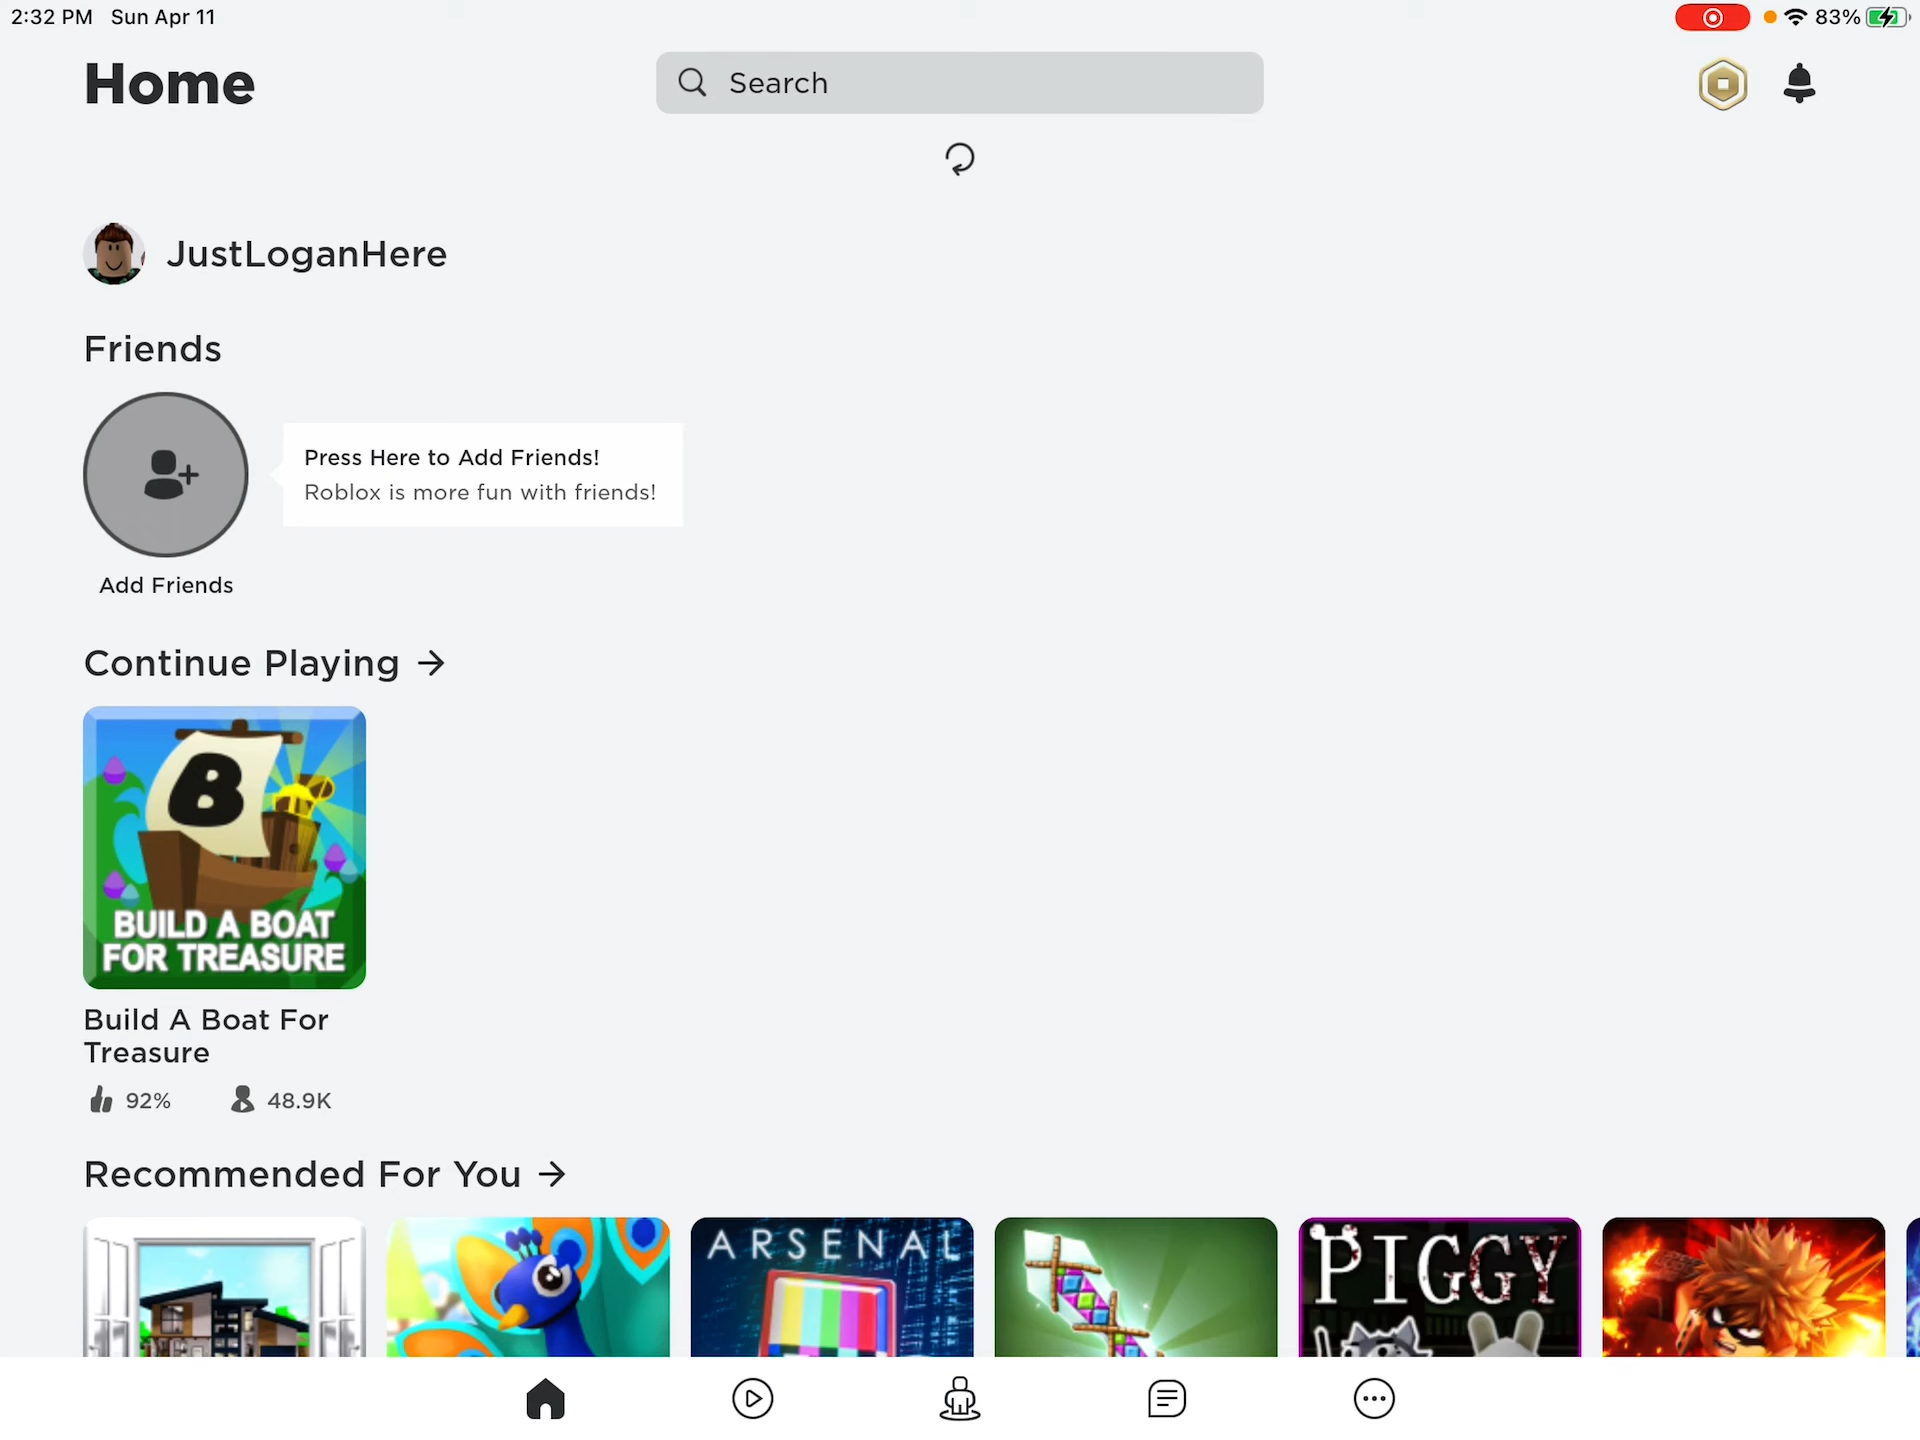 2:32 PM Sun Apr 11
83%
Home
Search
JustLoganHere
Friends
Press Here to Add Friends!
Roblox is more fun with friends!
Add Friends
Continue Playing →
B
BUILD A BOAT
FOR TREASURE
Build A Boat For
Treasure
92% 48.9K
Recommended For You →
ARSENAL
PIGGY